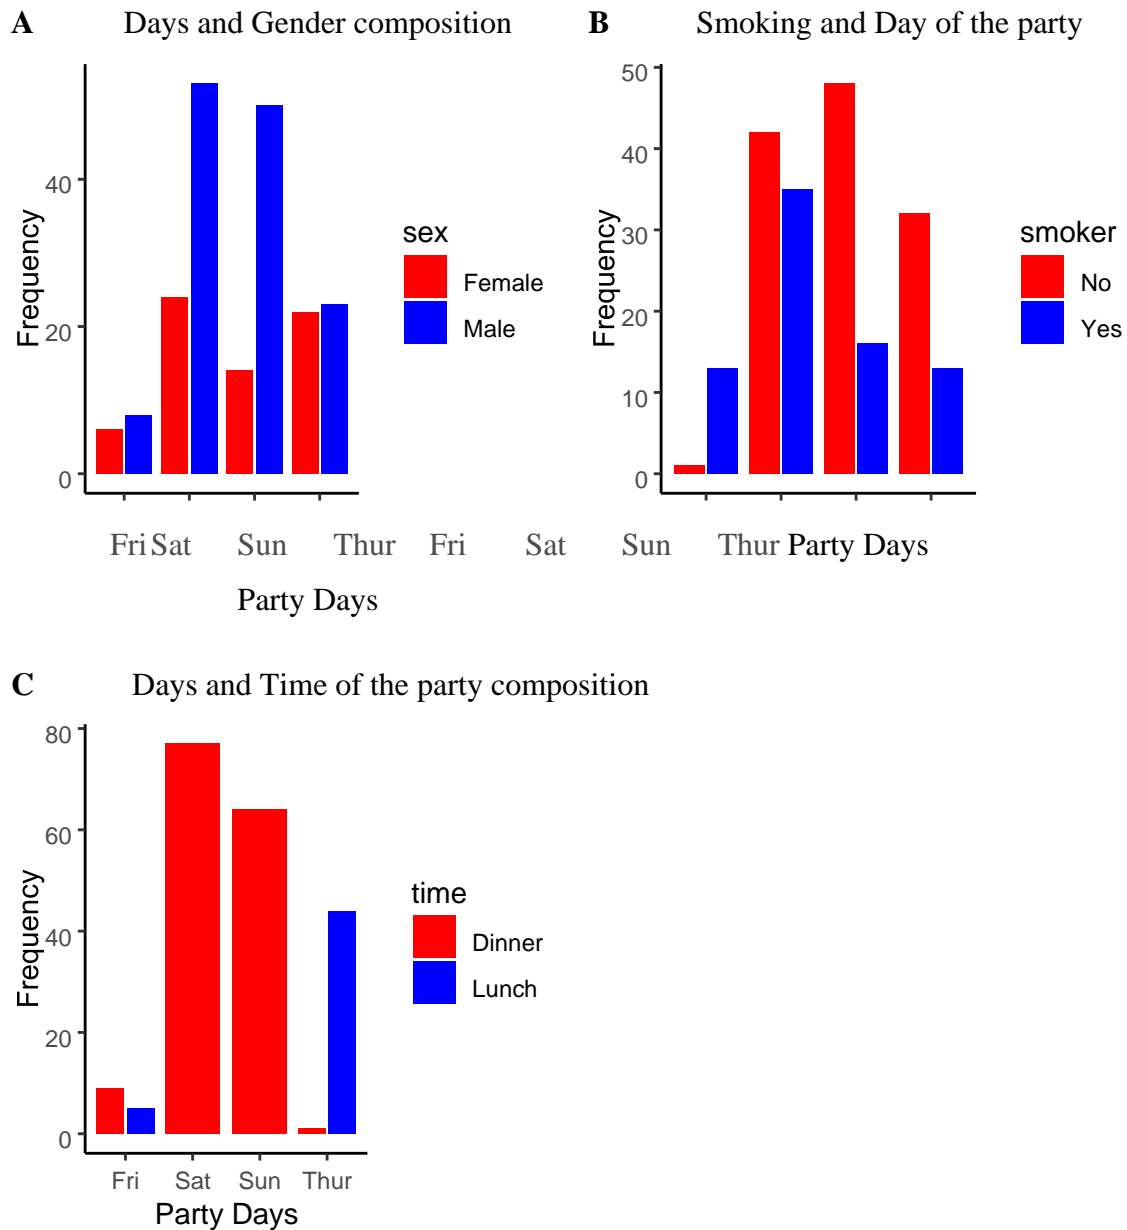 A Days and Gender composition
40
20
0
Frequency
sex
Female
Male
B Smoking and Day of the party
50
40
30
20
10
0
Frequency
smoker
No
Yes
Fri Sat Sun Thur Fri Sat Sun Thur Party Days
Party Days
C Days and Time of the party composition
80
60
40
20
0
Frequency
time
Dinner
Lunch
Fri Sat Sun Thur
Party Days